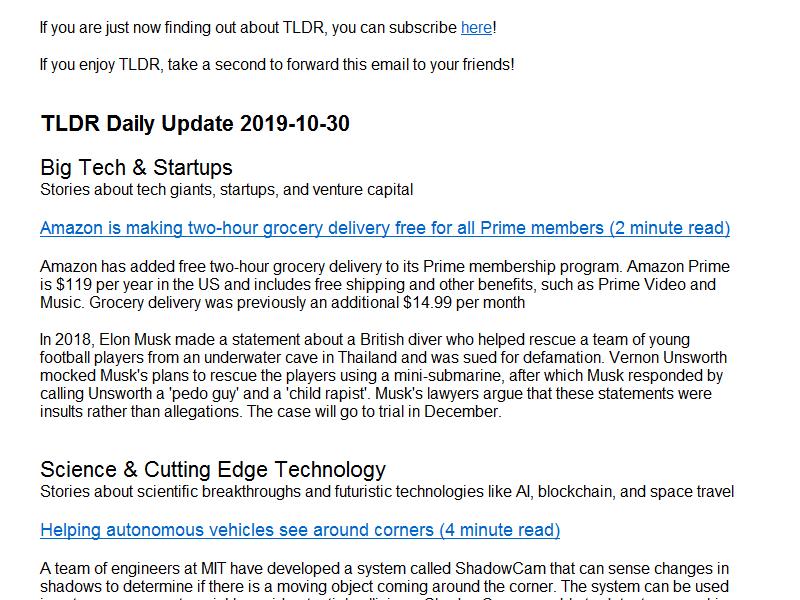 If you are just now finding out about TLDR, you can subscribe here!
If you enjoy TLDR, take a second to forward this email to your friends!
TLDR Daily Update 2019-10-30
Big Tech & Startups
Stories about tech giants, startups, and venture capital
Amazon is making two-hour grocery delivery free for all Prime members (2 minute read)
Amazon has added free two-hour grocery delivery to its Prime membership program. Amazon Prime
is $119 per year in the US and includes free shipping and other benefits, such as Prime Video and
Music. Grocery delivery was previously an additional $14.99 per month
In 2018, Elon Musk made a statement about a British diver who helped rescue a team of young
football players from an underwater cave in Thailand and was sued for defamation. Vernon Unsworth
mocked Musk's plans to rescue the players using a mini-submarine, after which Musk responded by
calling Unsworth a 'pedo guy' and a 'child rapist'. Musk's lawyers argue that these statements were
insults rather than allegations. The case will go to trial in December.
Science & Cutting Edge Technology
Stories about scientific breakthroughs and futuristic technologies like AI, blockchain, and space travel
Helping autonomous vehicles see around corners (4 minute read)
A team of engineers at MIT have developed a system called ShadowCam that can sense changes in
shadows to determine if there is a moving object coming around the corner. The system can be used